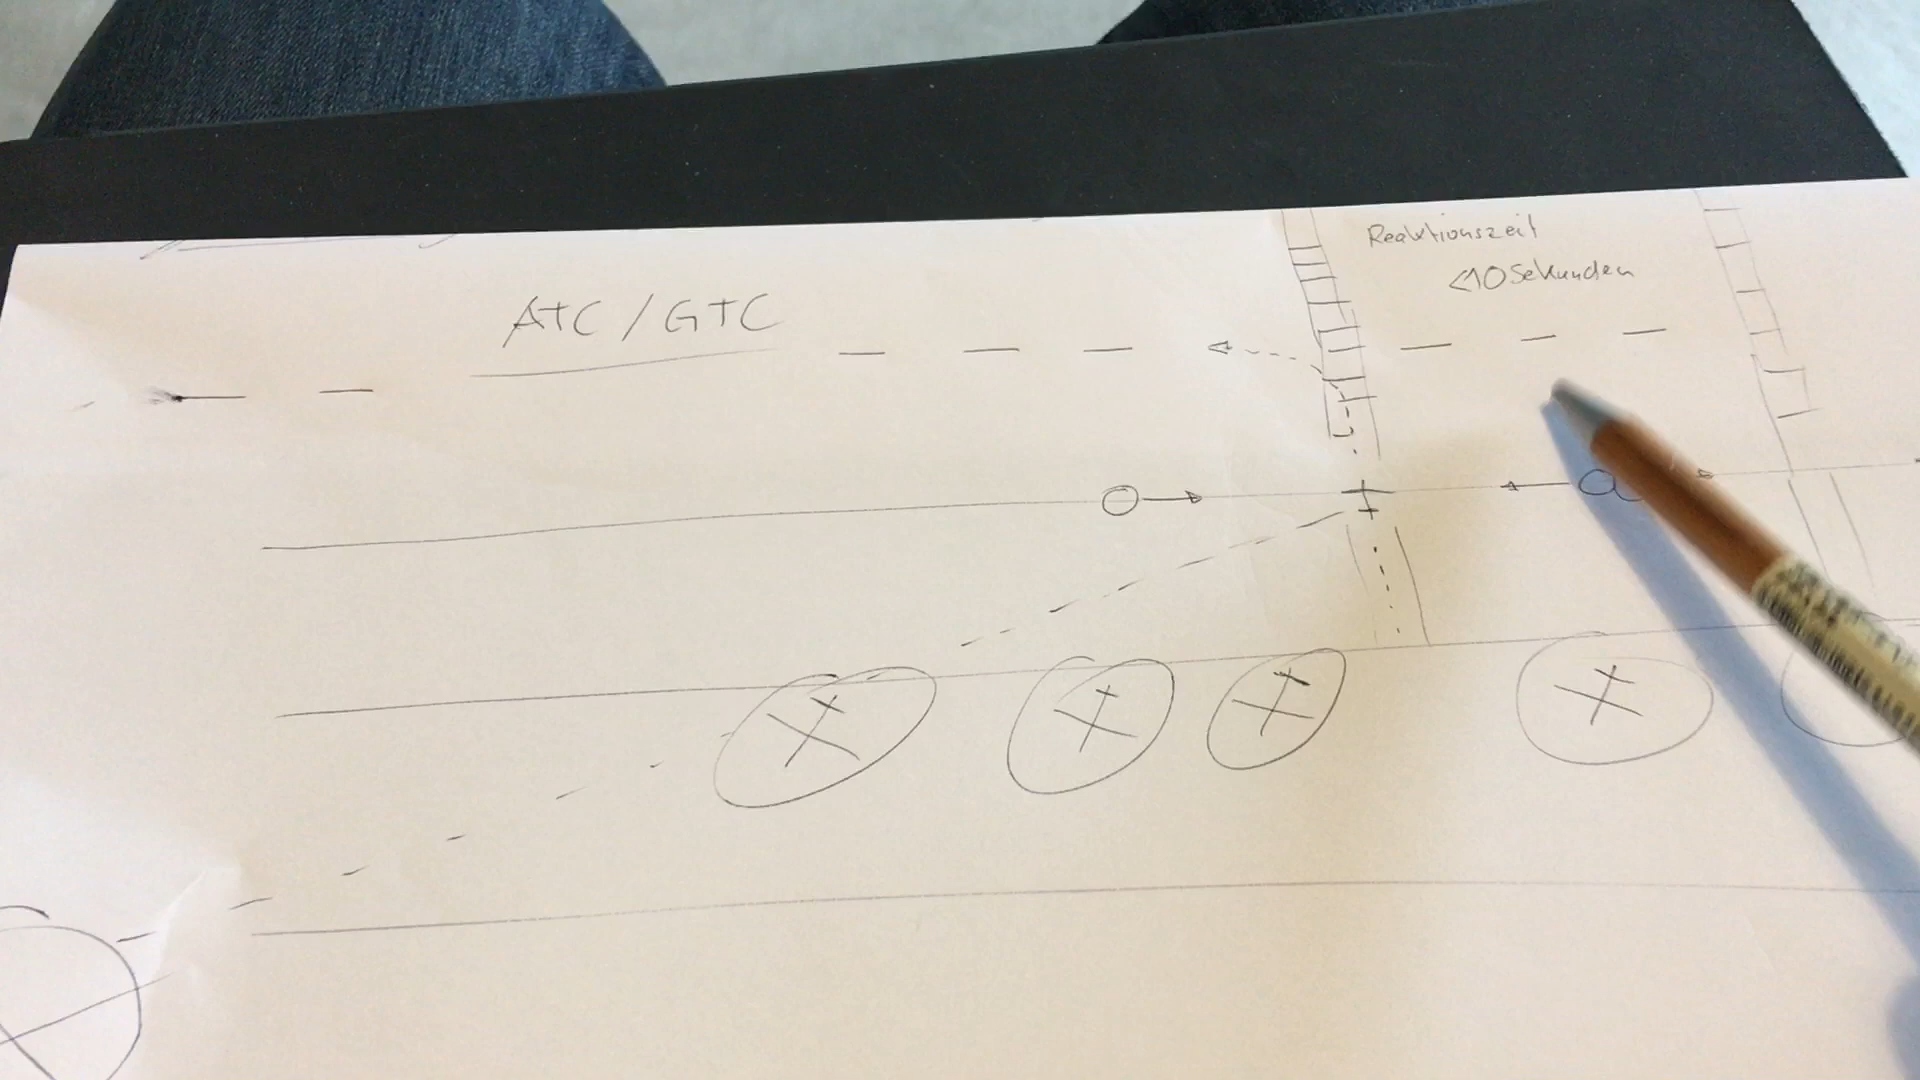 Reaktionszeit
<10 Sekunden
ATC / GTC